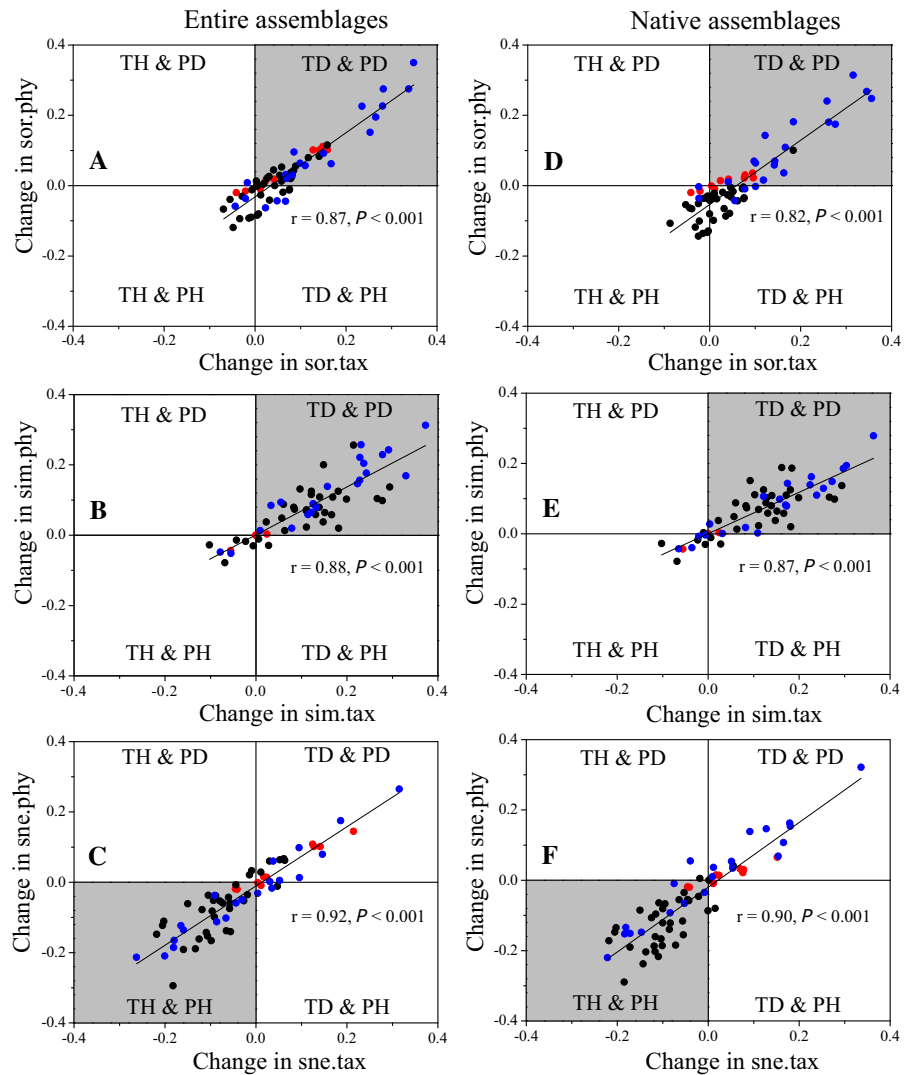 Entire assemblages
Native assemblages
0.4
0.2
0.0
-0.2
-0.4
Change in sor.phy
TH & PD
TD & PD
A
r = 0.87, P < 0.001
TH & PH
TD & PH
-0.4 -0.2 0.0 0.2 0.4
Change in sor.tax
0.4
0.2
0.0
-0.2
-0.4
Change in sor.phy
TH & PD
TD & PD
D
r = 0.82, P < 0.001
TH & PH
TD & PH
-0.4 -0.2 0.0 0.2 0.4
Change in sor.tax
0.4
0.2
0.0
-0.2
-0.4
Change in sim.phy
TH & PD
TD & PD
B
r = 0.88, P < 0.001
TH & PH
TD & PH
-0.4 -0.2 0.0 0.2 0.4
Change in sim.tax
0.4
0.2
0.0
-0.2
-0.4
Change in sim.phy
TH & PD
TD & PD
E
r = 0.87, P < 0.001
TH & PH
TD & PH
-0.4 -0.2 0.0 0.2 0.4
Change in sim.tax
0.4
0.2
0.0
-0.2
-0.4
Change in sne.phy
TH & PD
TD & PD
C
r = 0.92, P < 0.001
TH & PH
TD & PH
-0.4 -0.2 0.0 0.2 0.4
Change in sne.tax
0.4
0.2
0.0
-0.2
-0.4
Change in sne.phy
TH & PD
TD & PD
F
r = 0.90, P < 0.001
TH & PH
TD & PH
-0.4 -0.2 0.0 0.2 0.4
Change in sne.tax